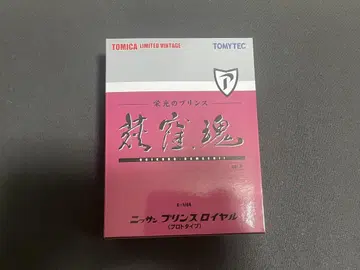 TOMICA LIMITED VINTAGE
TOMYTEC
P
栄光のプリンス
荻窪魂
ニッサン プリンス ロイヤル
(プロトタイプ)